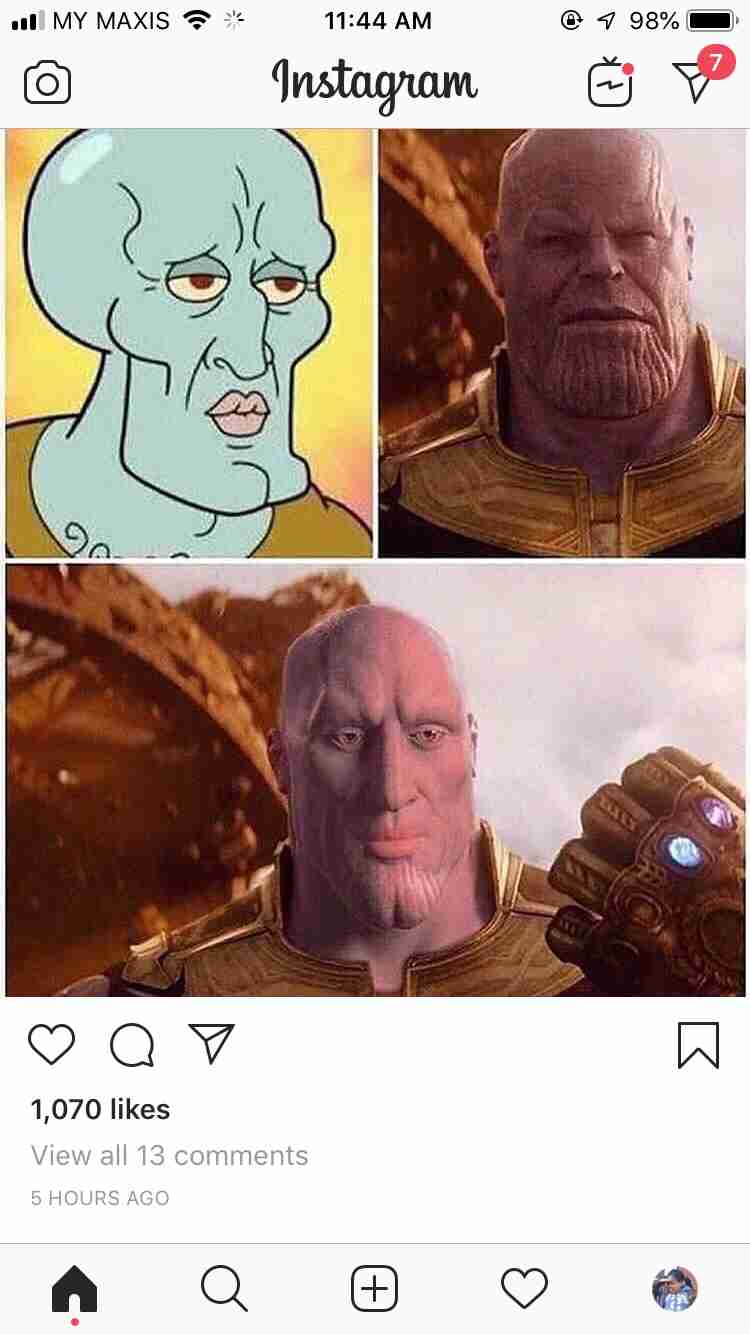 MY MAXIS 11:44 AM 98%
Instagram
7
1,070 likes
View all 13 comments
5 HOURS AGO